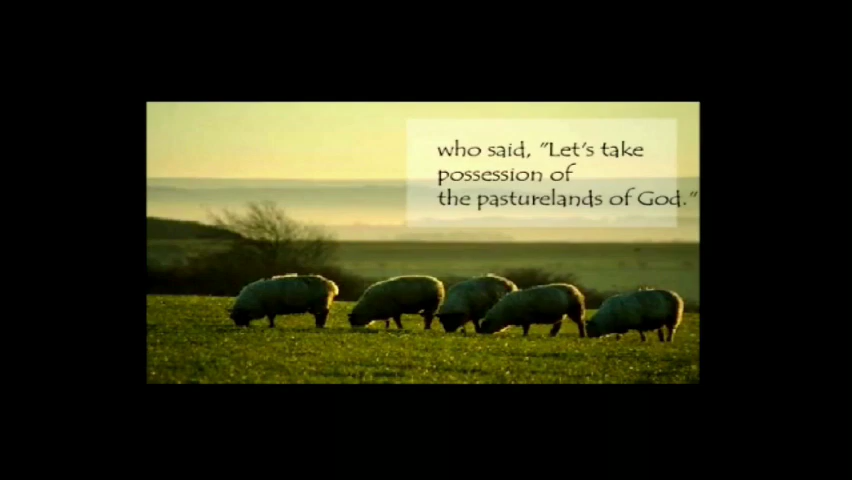 who said, "Let's take
possession of
the pasturelands of God."